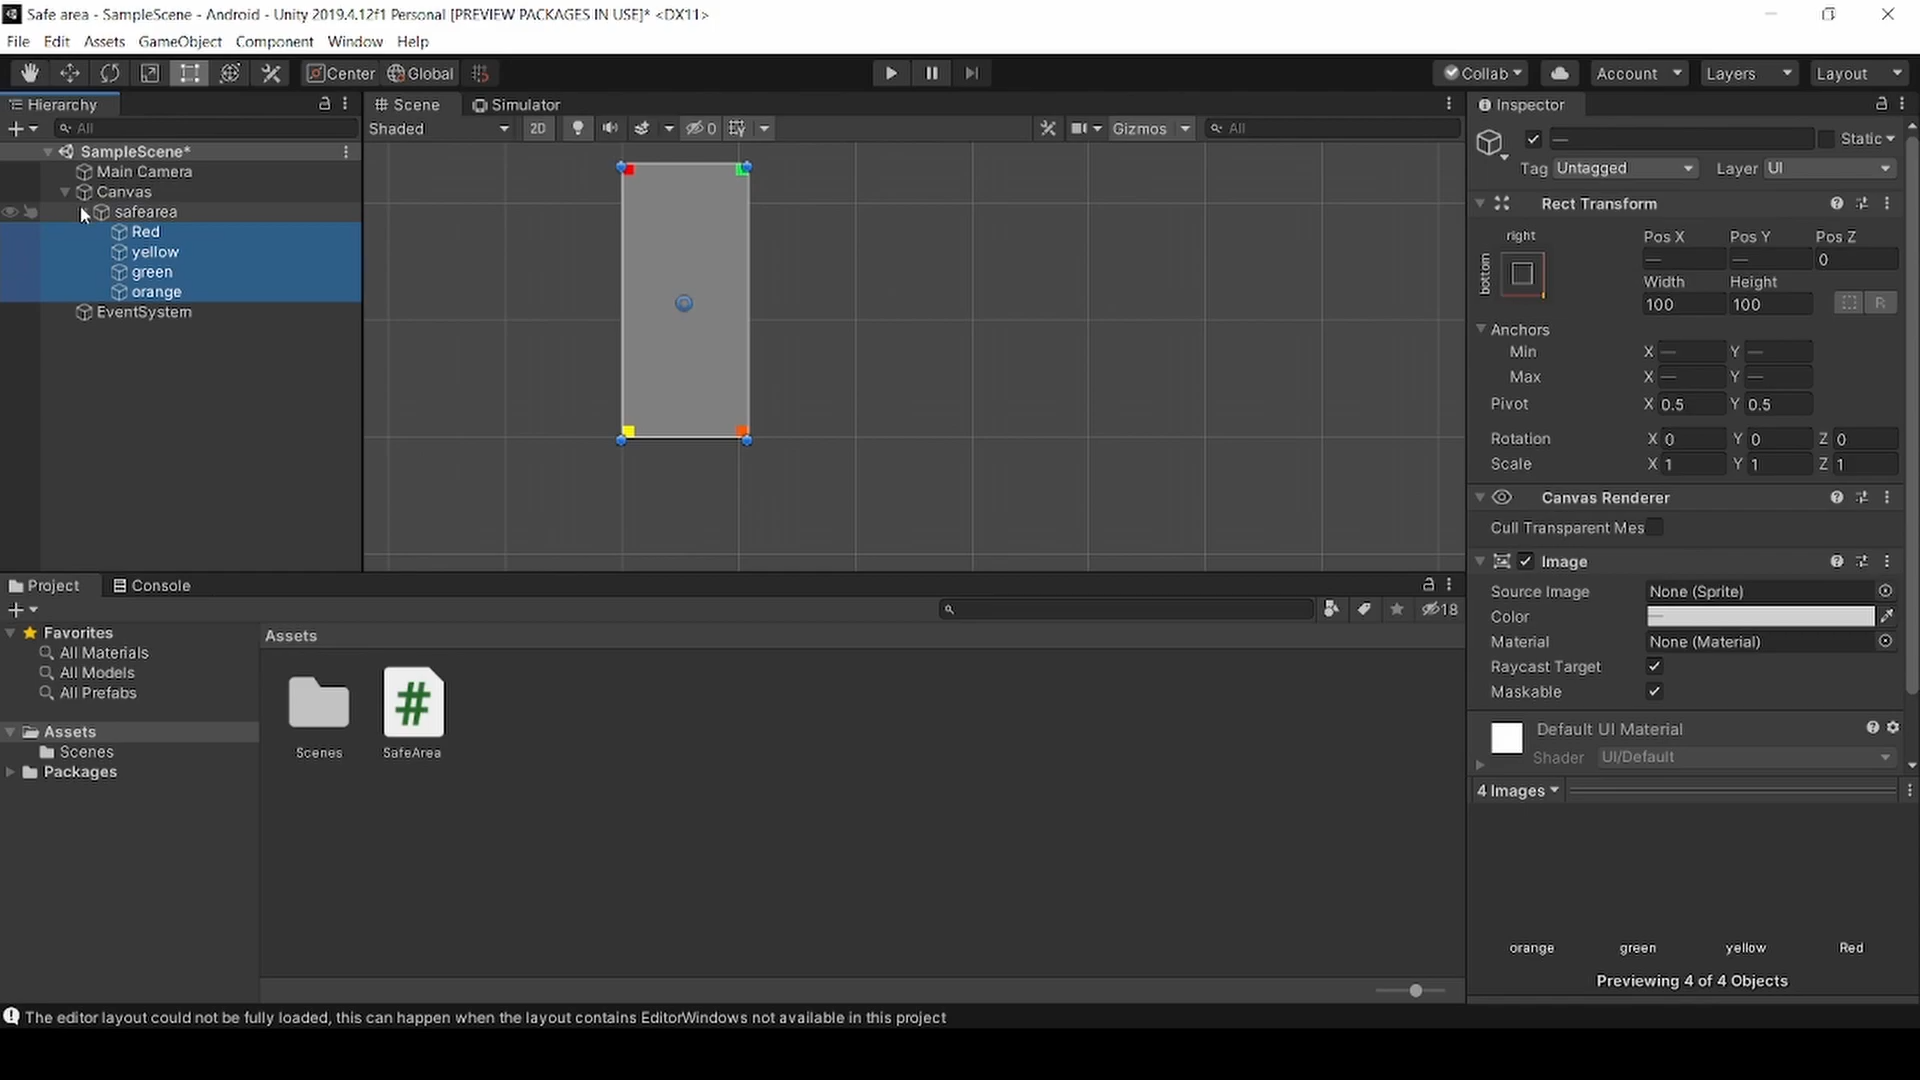 Safe area - SampleScene - Android - Unity 2019.4.12f1 Personal [PREVIEW PACKAGES IN USE]* <DX11>
File Edit Assets GameObject Component Window Help
Center Global Collab Account Layers Layout
Hierarchy
All
SampleScene*
Main Camera
Canvas
safearea
Red
yellow
green
orange
EventSystem
Scene Simulator
Shaded 2D 0 Gizmos All
Inspector
— Static
Tag Untagged Layer UI
Rect Transform
right
bottom
Pos X Pos Y Pos Z
— — 0
Width Height
100 100 R
Anchors
Min X — Y —
Max X — Y —
Pivot X 0.5 Y 0.5
Rotation X 0 Y 0 Z 0
Scale X 1 Y 1 Z 1
Canvas Renderer
Cull Transparent Mes
Image
Source Image None (Sprite)
Color —
Material None (Material)
Raycast Target
Maskable
Default UI Material
Shader UI/Default
4 Images
orange green yellow Red
Previewing 4 of 4 Objects
Project Console
18
Favorites
All Materials
All Models
All Prefabs
Assets
Scenes
Packages
Assets
Scenes
#
SafeArea
The editor layout could not be fully loaded, this can happen when the layout contains EditorWindows not available in this project